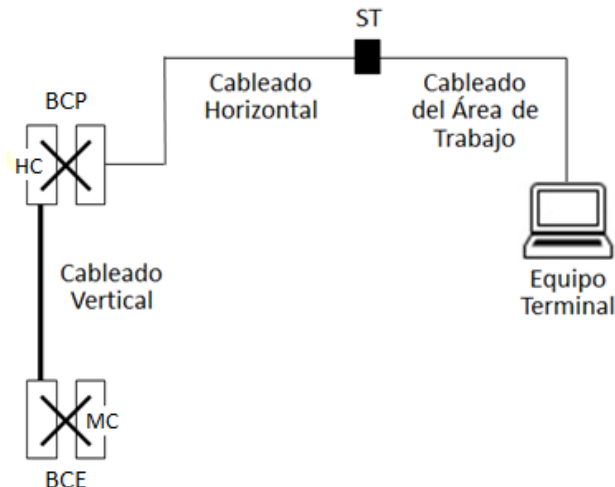 ST
Cableado
Horizontal
Cableado
del Área de
Trabajo
BCP
HC
Equipo
Terminal
Cableado
Vertical
MC
BCE